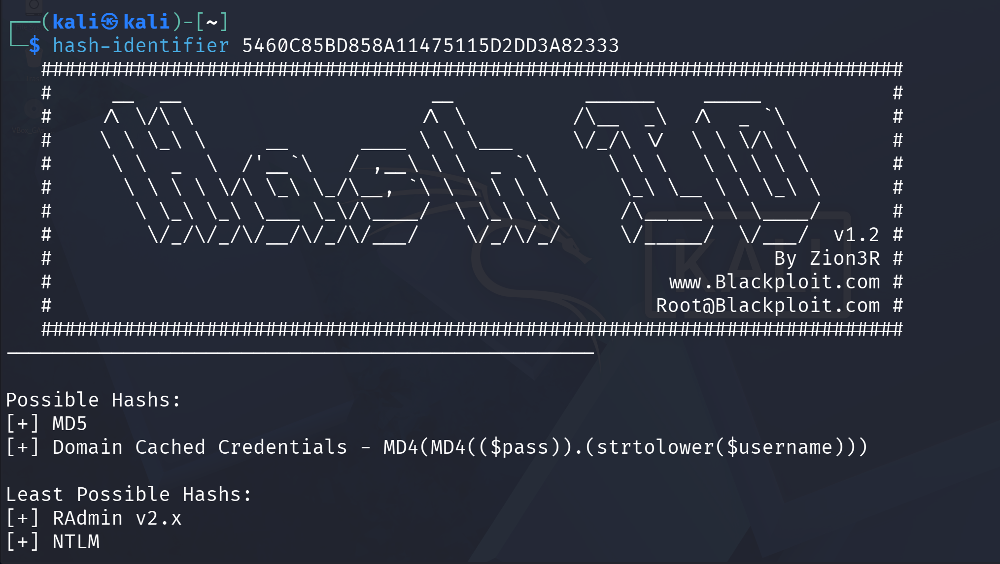 ┌──(kali㉿kali)-[~]
└─$ hash-identifier 5460C85BD858A11475115D2DD3A82333
#########################################################################
#     __  __                     __           ______    _____           #
#    /\ \/\ \                   /\ \         /\__  _\  /\  _ `\         #
#    \ \ \_\ \     __      ____ \ \ \___     \/_/\ \/  \ \ \/\ \        #
#     \ \  _  \  /'__`\   / ,__\ \ \  _ `\      \ \ \   \ \ \ \ \       #
#      \ \ \ \ \/\ \_\ \_/\__, `\ \ \ \ \ \      \_\ \__ \ \ \_\ \      #
#       \ \_\ \_\ \___ \_\/\____/  \ \_\ \_\     /\_____\ \ \____/      #
#        \/_/\/_/\/__/\/_/\/___/    \/_/\/_/     \/_____/  \/___/  v1.2 #
#                                                             By Zion3R #
#                                                    www.Blackploit.com #
#                                                   Root@Blackploit.com #
#########################################################################
--------------------------------------------------
Possible Hashs:
[+] MD5
[+] Domain Cached Credentials - MD4(MD4(($pass)).(strtolower($username)))
Least Possible Hashs:
[+] RAdmin v2.x
[+] NTLM